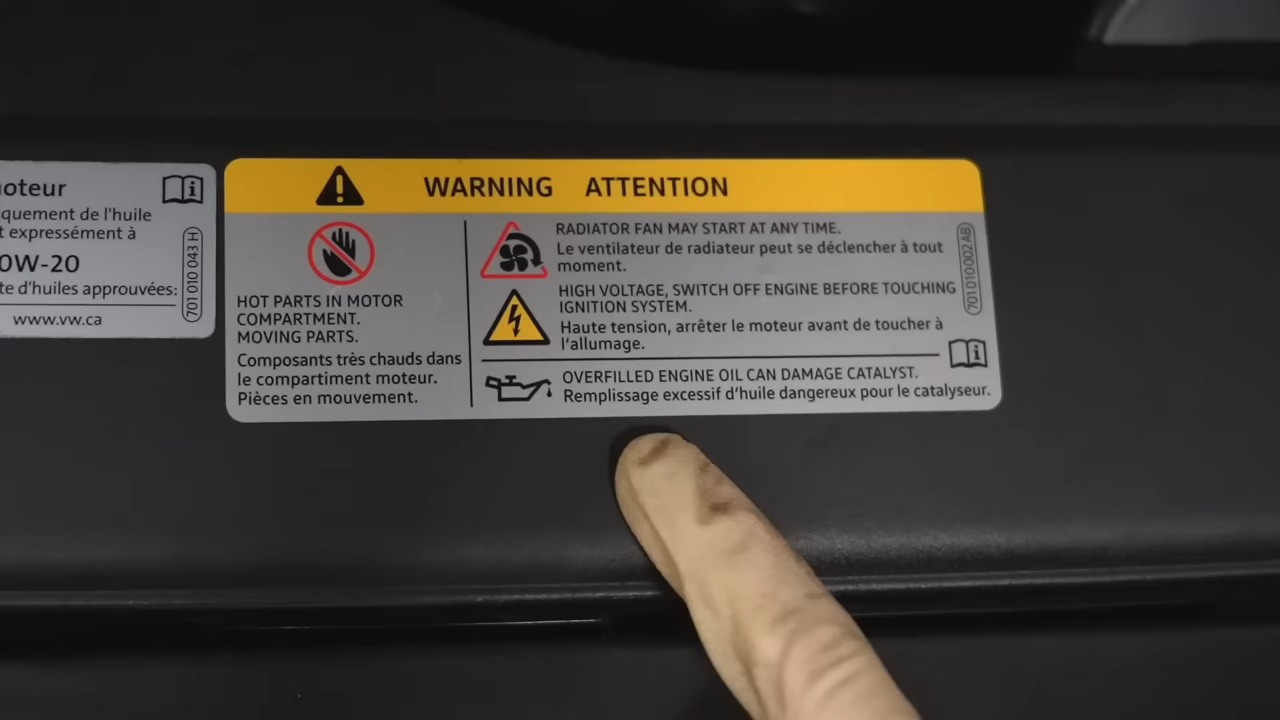 oteur
quement de l'huile
t expressément à
0W-20
te d'huiles approuvées:
www.vw.ca
701 010 043 H
WARNING ATTENTION
HOT PARTS IN MOTOR
COMPARTMENT.
MOVING PARTS.
Composants très chauds dans
le compartiment moteur.
Pièces en mouvement.
RADIATOR FAN MAY START AT ANY TIME.
Le ventilateur de radiateur peut se déclencher à tout
moment.
HIGH VOLTAGE, SWITCH OFF ENGINE BEFORE TOUCHING
IGNITION SYSTEM.
Haute tension, arrêter le moteur avant de toucher à
l'allumage.
OVERFILLED ENGINE OIL CAN DAMAGE CATALYST.
Remplissage excessif d'huile dangereux pour le catalyseur.
701010002AB